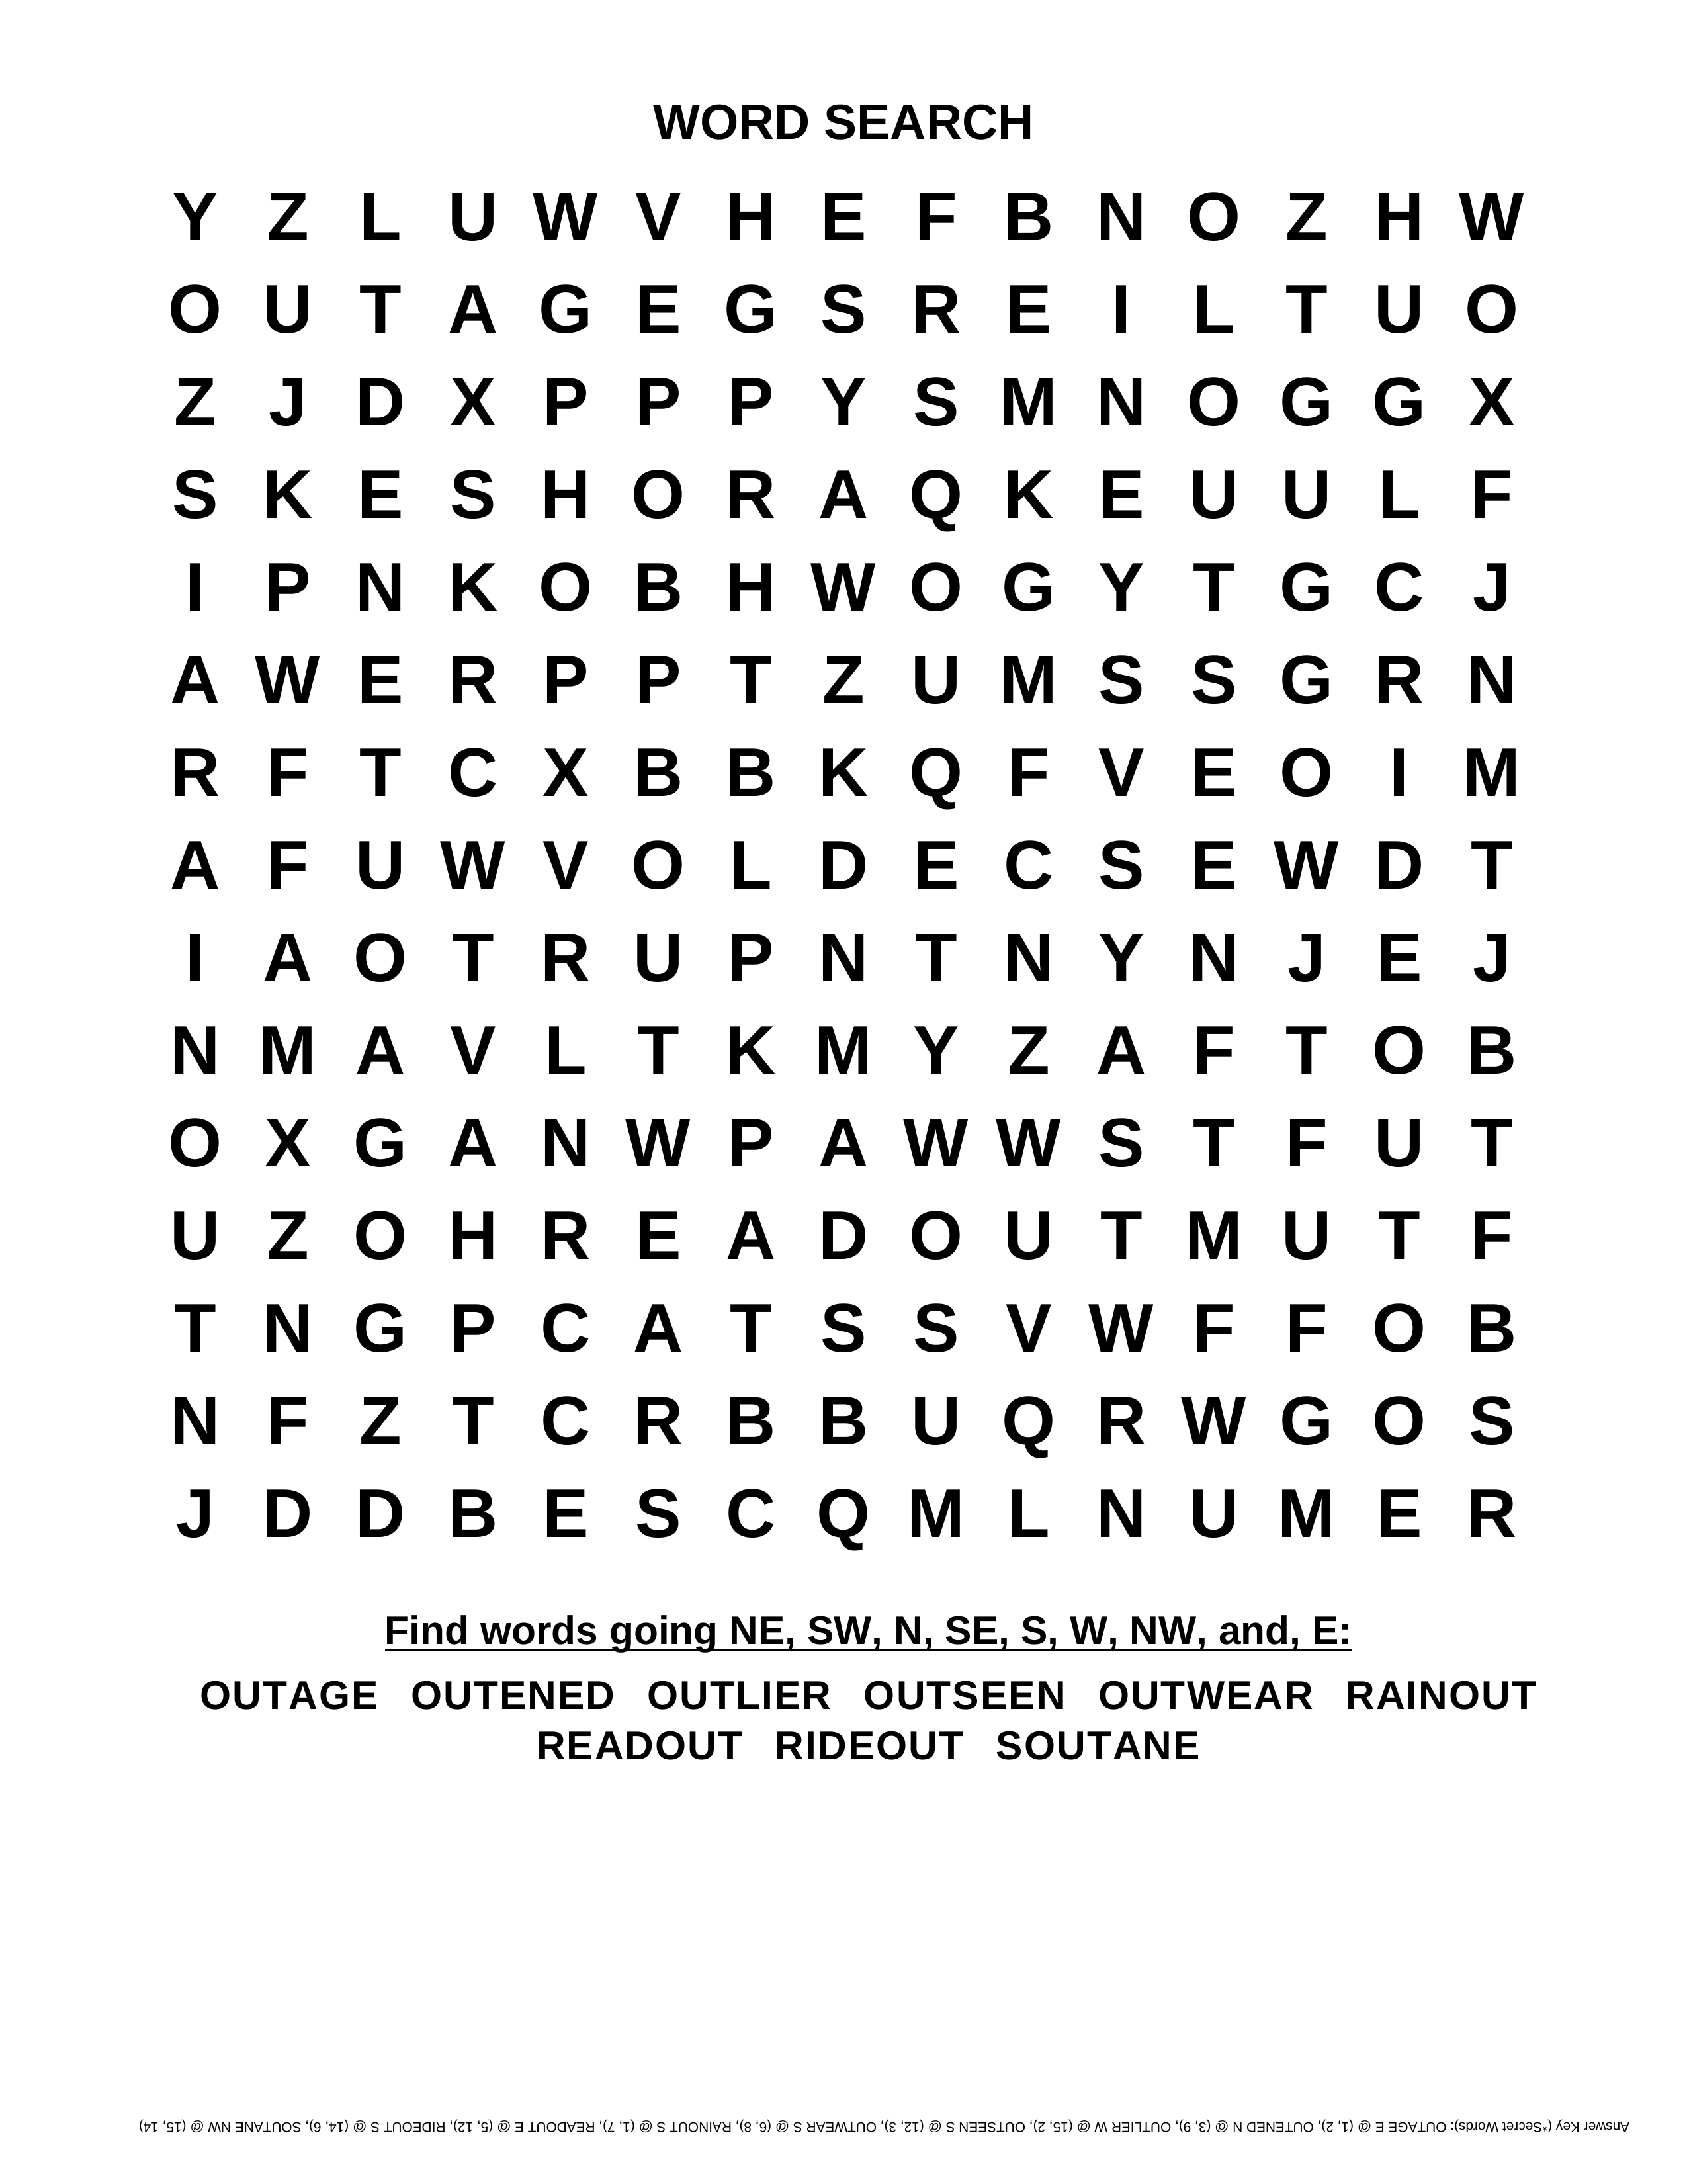 WORD SEARCH
Y Z L U W V H E F B N O Z H W
O U T A G E G S R E I L T U O
Z J D X P P P Y S M N O G G X
S K E S H O R A Q K E U U L F
I P N K O B H W O G Y T G C J
A W E R P P T Z U M S S G R N
R F T C X B B K Q F V E O I M
A F U W V O L D E C S E W D T
I A O T R U P N T N Y N J E J
N M A V L T K M Y Z A F T O B
O X G A N W P A W W S T F U T
U Z O H R E A D O U T M U T F
T N G P C A T S S V W F F O B
N F Z T C R B B U Q R W G O S
J D D B E S C Q M L N U M E R
Find words going NE, SW, N, SE, S, W, NW, and, E:
OUTAGE OUTENED OUTLIER OUTSEEN OUTWEAR RAINOUT
READOUT RIDEOUT SOUTANE
Answer Key (*Secret Words): OUTAGE E @ (1, 2), OUTENED N @ (3, 9), OUTLIER W @ (15, 2), OUTSEEN S @ (12, 3), OUTWEAR S @ (6, 8), RAINOUT S @ (1, 7), READOUT E @ (5, 12), RIDEOUT S @ (14, 6), SOUTANE NW @ (15, 14)